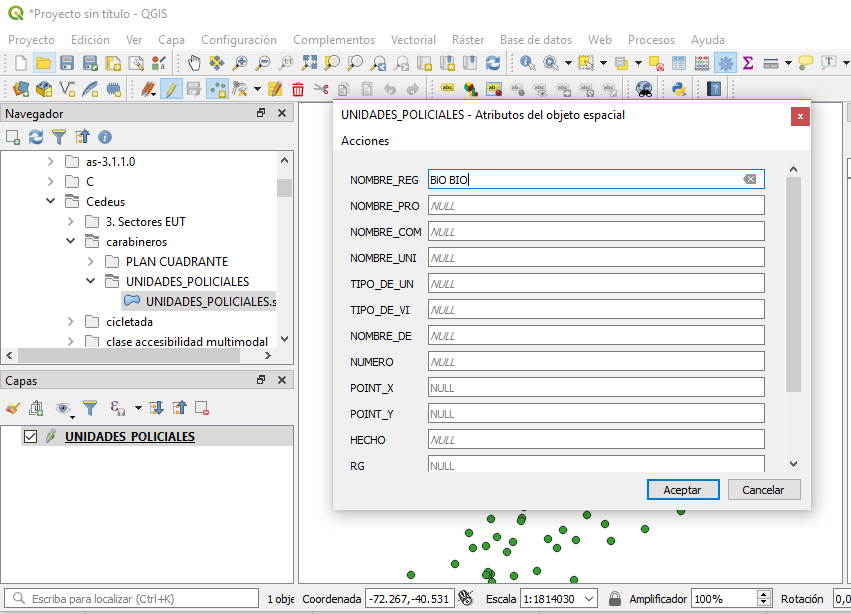 *Proyecto sin título - QGIS
Proyecto Edición Ver Capa Configuración Complementos Vectorial Ráster Base de datos Web Procesos Ayuda
Navegador
as-3.1.1.0
C
Cedeus
3. Sectores EUT
carabineros
PLAN CUADRANTE
UNIDADES_POLICIALES
UNIDADES_POLICIALES.s
cicletada
clase accesibilidad multimodal
Capas
UNIDADES_POLICIALES
UNIDADES_POLICIALES - Atributos del objeto espacial
Acciones
NOMBRE_REG BiO BIO
NOMBRE_PRO NULL
NOMBRE_COM NULL
NOMBRE_UNI NULL
TIPO_DE_UN NULL
TIPO_DE_VI NULL
NOMBRE_DE NULL
NUMERO NULL
POINT_X NULL
POINT_Y NULL
HECHO NULL
RG NULL
Aceptar Cancelar
Escriba para localizar (Ctrl+K) 1 obje Coordenada -72.267,-40.531 Escala 1:1814030 Amplificador 100% Rotación 0,0